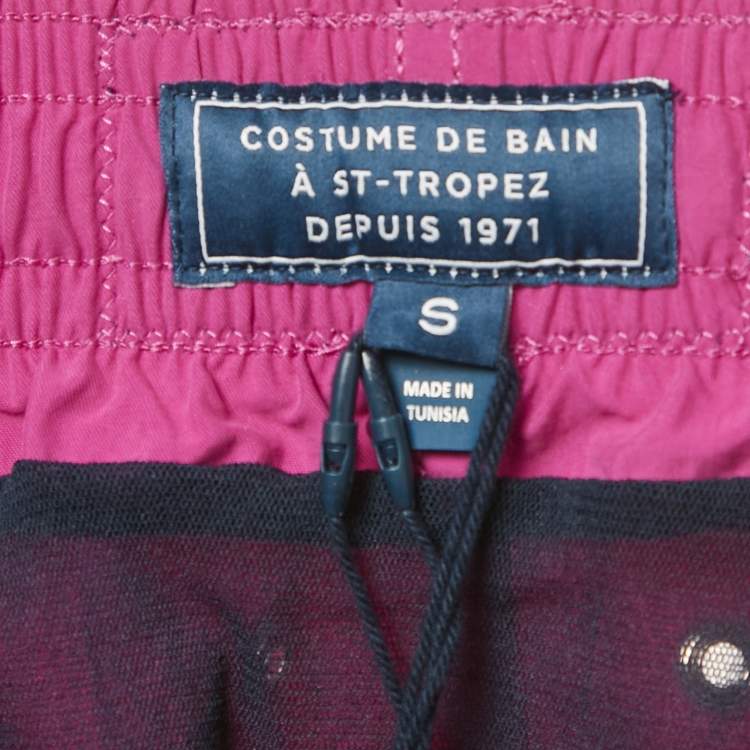 COSTUME DE BAIN
À ST-TROPEZ
DEPUIS 1971
S
MADE IN
TUNISIA